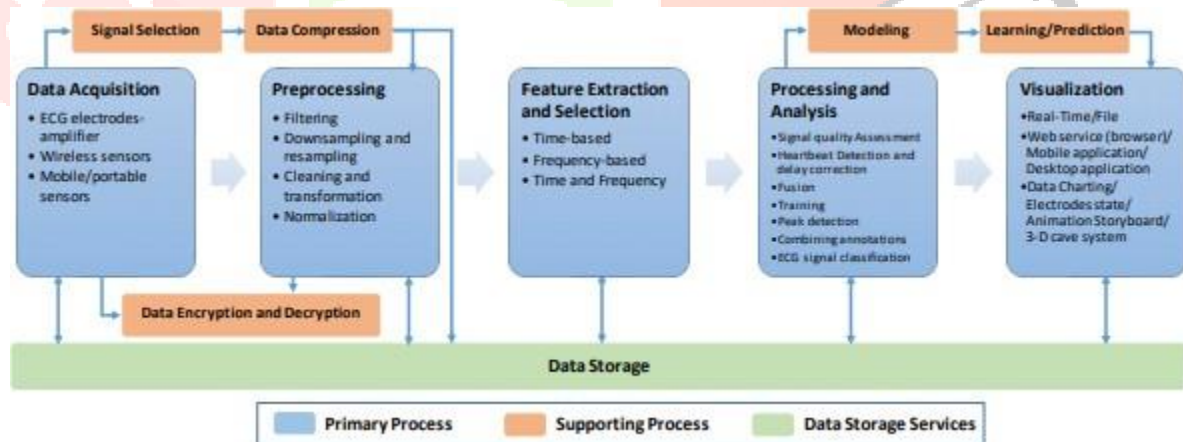 Signal Selection
Data Compression
Modeling
Learning/Prediction
Data Acquisition
• ECG electrodes-
amplifier
• Wireless sensors
• Mobile/portable
sensors
Preprocessing
• Filtering
• Downsampling and
resampling
• Cleaning and
transformation
• Normalization
Feature Extraction
and Selection
• Time-based
• Frequency-based
• Time and Frequency
Processing and
Analysis
•Signal quality Assessment
•Heartbeat Detection and
delay correction
•Fusion
•Training
•Peak detection
•Combining annotations
•ECG signal classification
Visualization
•Real-Time/File
•Web service (browser)/
Mobile application/
Desktop application
•Data Charting/
Electrodes state/
Animation Storyboard/
3-D cave system
Data Encryption and Decryption
Data Storage
Primary Process
Supporting Process
Data Storage Services